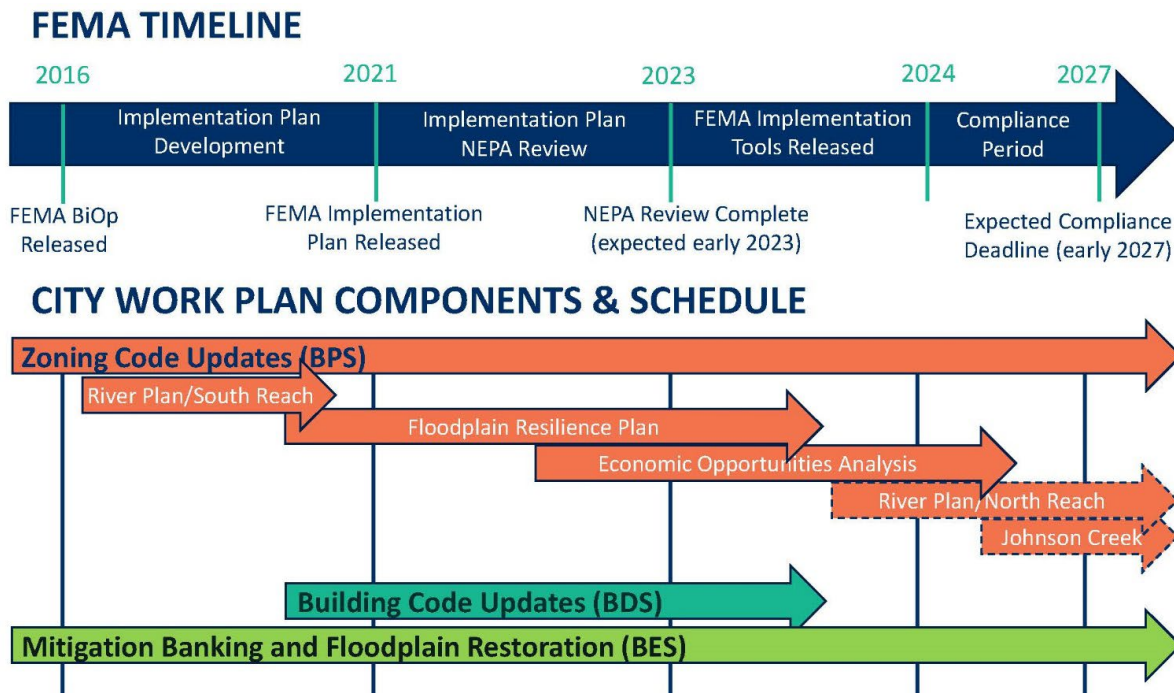 FEMA TIMELINE
2016
2021
2023
2024
2027
Implementation Plan
Development
Implementation Plan
NEPA Review
FEMA Implementation
Tools Released
Compliance
Period
FEMA BiOp
Released
FEMA Implementation
Plan Released
NEPA Review Complete
(expected early 2023)
Expected Compliance
Deadline (early 2027)
CITY WORK PLAN COMPONENTS & SCHEDULE
Zoning Code Updates (BPS)
River Plan/South Reach
Floodplain Resilience Plan
Economic Opportunities Analysis
River Plan/North Reach
Johnson Creek
Building Code Updates (BDS)
Mitigation Banking and Floodplain Restoration (BES)